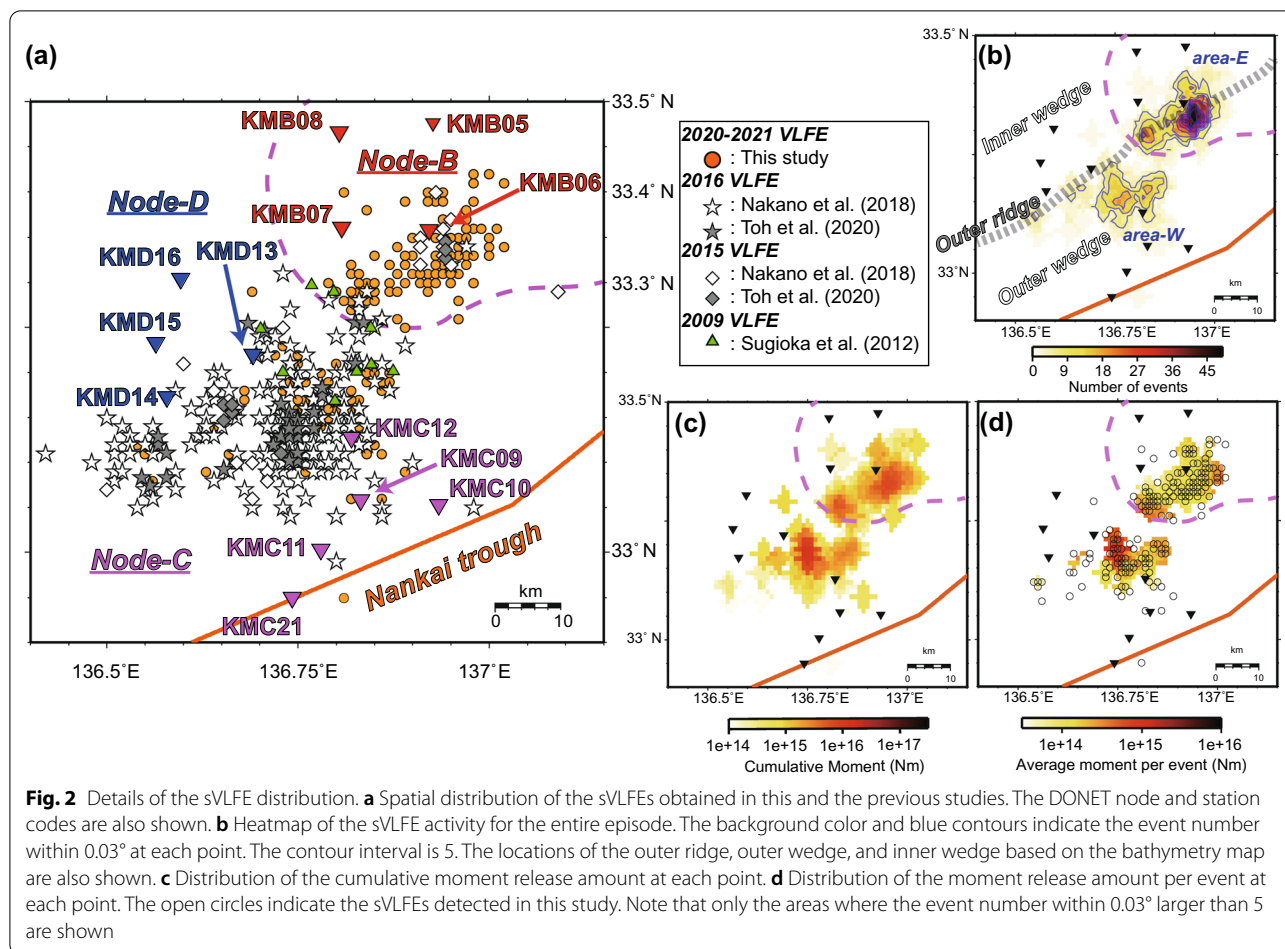 (a)
KMB08
KMB05
Node-B
KMB06
Node-D
KMB07
KMD13
KMD16
KMD15
KMD14
KMC12
KMC09
KMC10
Node-C
KMC11
Nankai trough
KMC21
km
0 10
33.5° N
33.4° N
33.3° N
33.2° N
33.1° N
33° N
33° N
136.5°E 136.75°E 137°E
2020-2021 VLFE
: This study
2016 VLFE
: Nakano et al. (2018)
: Toh et al. (2020)
2015 VLFE
: Nakano et al. (2018)
: Toh et al. (2020)
2009 VLFE
: Sugioka et al. (2012)
(b)
33.5° N
area-E
Inner wedge
Outer ridge
Outer wedge
area-W
33° N
km
0 10
136.5°E 136.75°E 137°E
0 9 18 27 36 45
Number of events
(c)
33.5° N
33° N
km
0 10
136.5°E 136.75°E 137°E
1e+14 1e+15 1e+16 1e+17
Cumulative Moment (Nm)
(d)
km
0 10
136.5°E 136.75°E 137°E
1e+14 1e+15 1e+16
Average moment per event (Nm)
Fig. 2 Details of the sVLFE distribution. a Spatial distribution of the sVLFEs obtained in this and the previous studies. The DONET node and station
codes are also shown. b Heatmap of the sVLFE activity for the entire episode. The background color and blue contours indicate the event number
within 0.03° at each point. The contour interval is 5. The locations of the outer ridge, outer wedge, and inner wedge based on the bathymetry map
are also shown. c Distribution of the cumulative moment release amount at each point. d Distribution of the moment release amount per event at
each point. The open circles indicate the sVLFEs detected in this study. Note that only the areas where the event number within 0.03° larger than 5
are shown